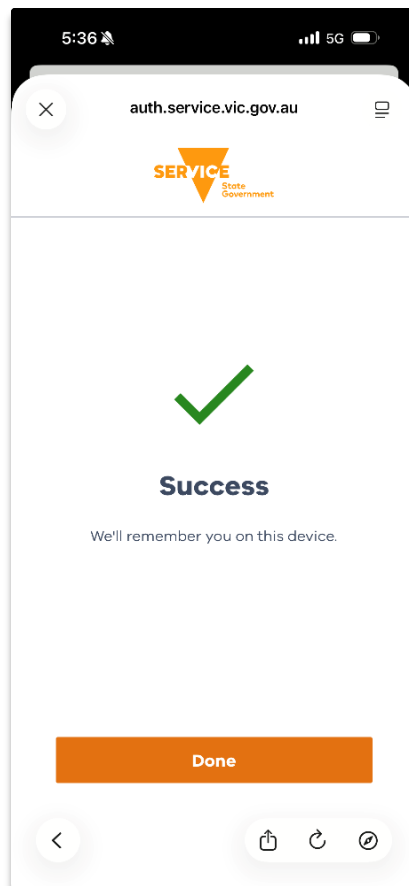 5:36
5G
auth.service.vic.gov.au
SERVICE
State
Government
Success
We'll remember you on this device.
Done